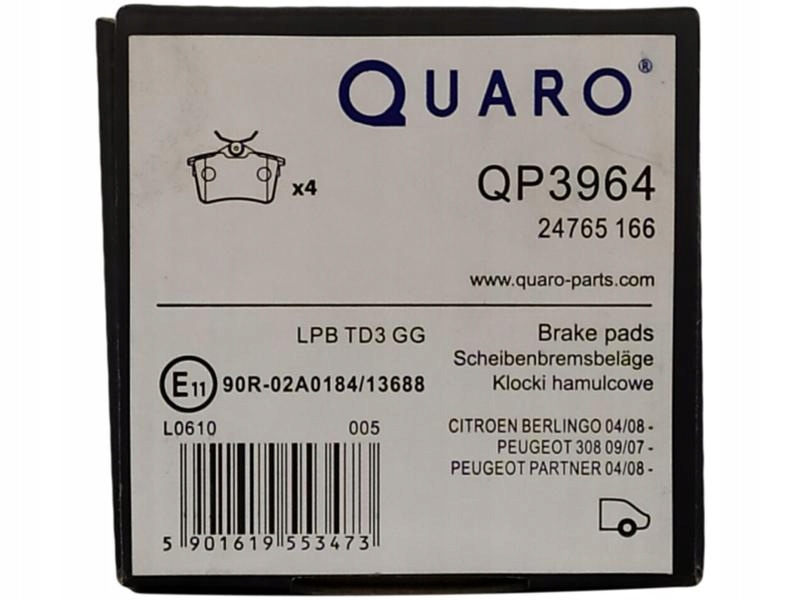 QUARO®
x4
QP3964
24765 166
www.quaro-parts.com
LPB TD3 GG
Brake pads
Scheibenbremsbeläge
Klocki hamulcowe
E11 90R-02A0184/13688
L0610 005
CITROEN BERLINGO 04/08 -
PEUGEOT 308 09/07 -
PEUGEOT PARTNER 04/08 -
5 901619 553473